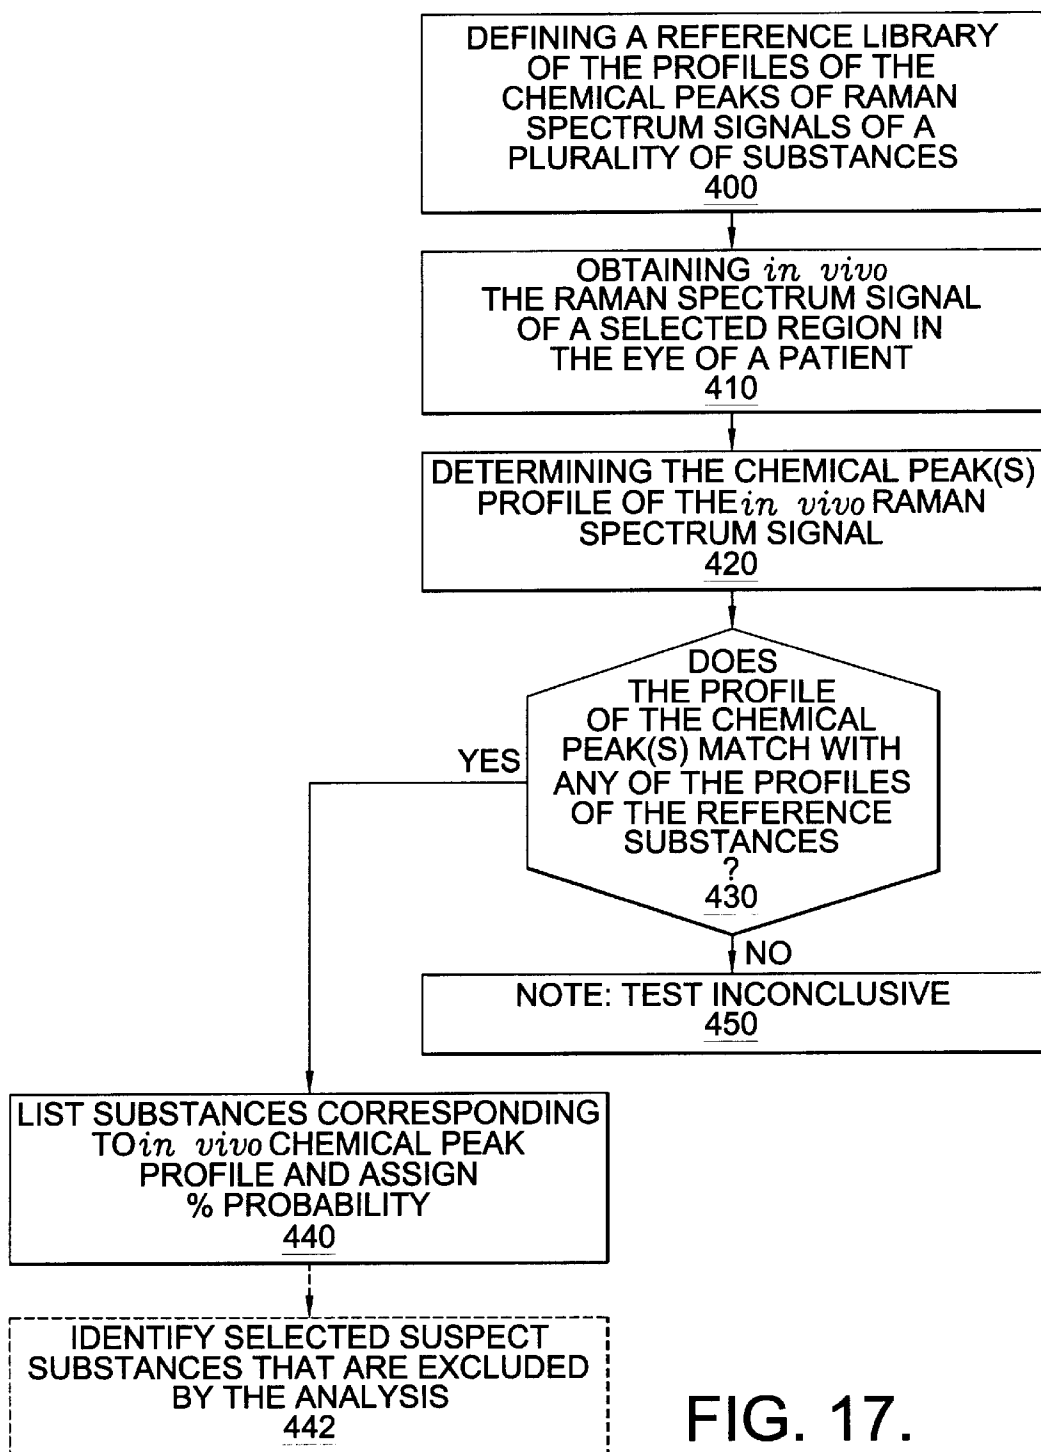 DEFINING A REFERENCE LIBRARY
OF THE PROFILES OF THE
CHEMICAL PEAKS OF RAMAN
SPECTRUM SIGNALS OF A
PLURALITY OF SUBSTANCES
400
OBTAINING in vivo
THE RAMAN SPECTRUM SIGNAL
OF A SELECTED REGION IN
THE EYE OF A PATIENT
410
DETERMINING THE CHEMICAL PEAK(S)
PROFILE OF THE in vivo RAMAN
SPECTRUM SIGNAL
420
DOES
THE PROFILE
OF THE CHEMICAL
PEAK(S) MATCH WITH
ANY OF THE PROFILES
OF THE REFERENCE
SUBSTANCES
?
430
YES
NO
NOTE: TEST INCONCLUSIVE
450
LIST SUBSTANCES CORRESPONDING
TO in vivo CHEMICAL PEAK
PROFILE AND ASSIGN
% PROBABILITY
440
IDENTIFY SELECTED SUSPECT
SUBSTANCES THAT ARE EXCLUDED
BY THE ANALYSIS
442
FIG. 17.